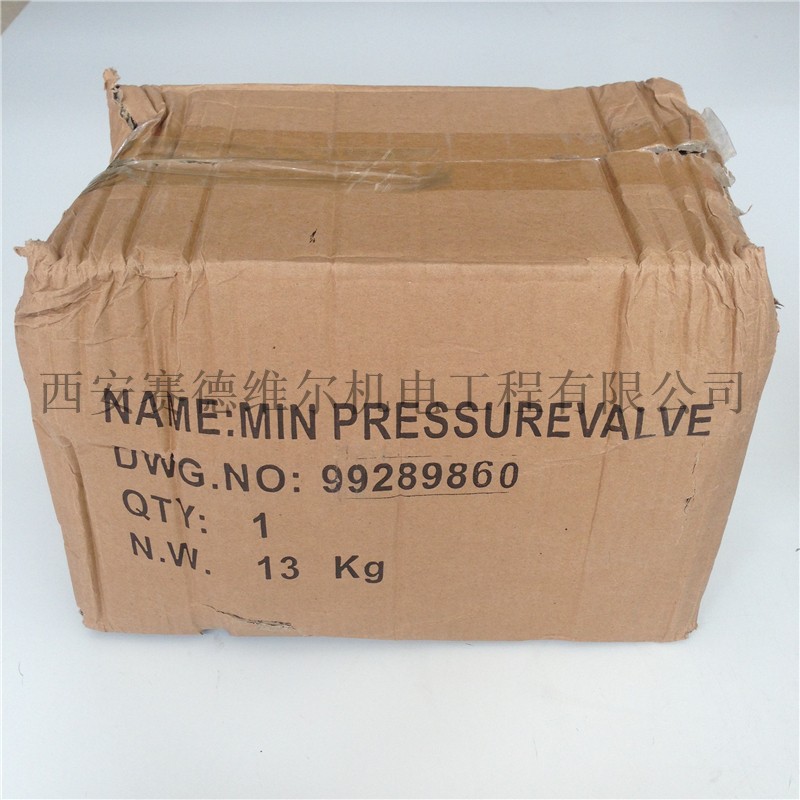 西安赛德维尔机电工程有限公司
NAME:MIN PRESSUREVALVE
DWG.NO: 99289860
QTY: 1
N.W. 13 Kg